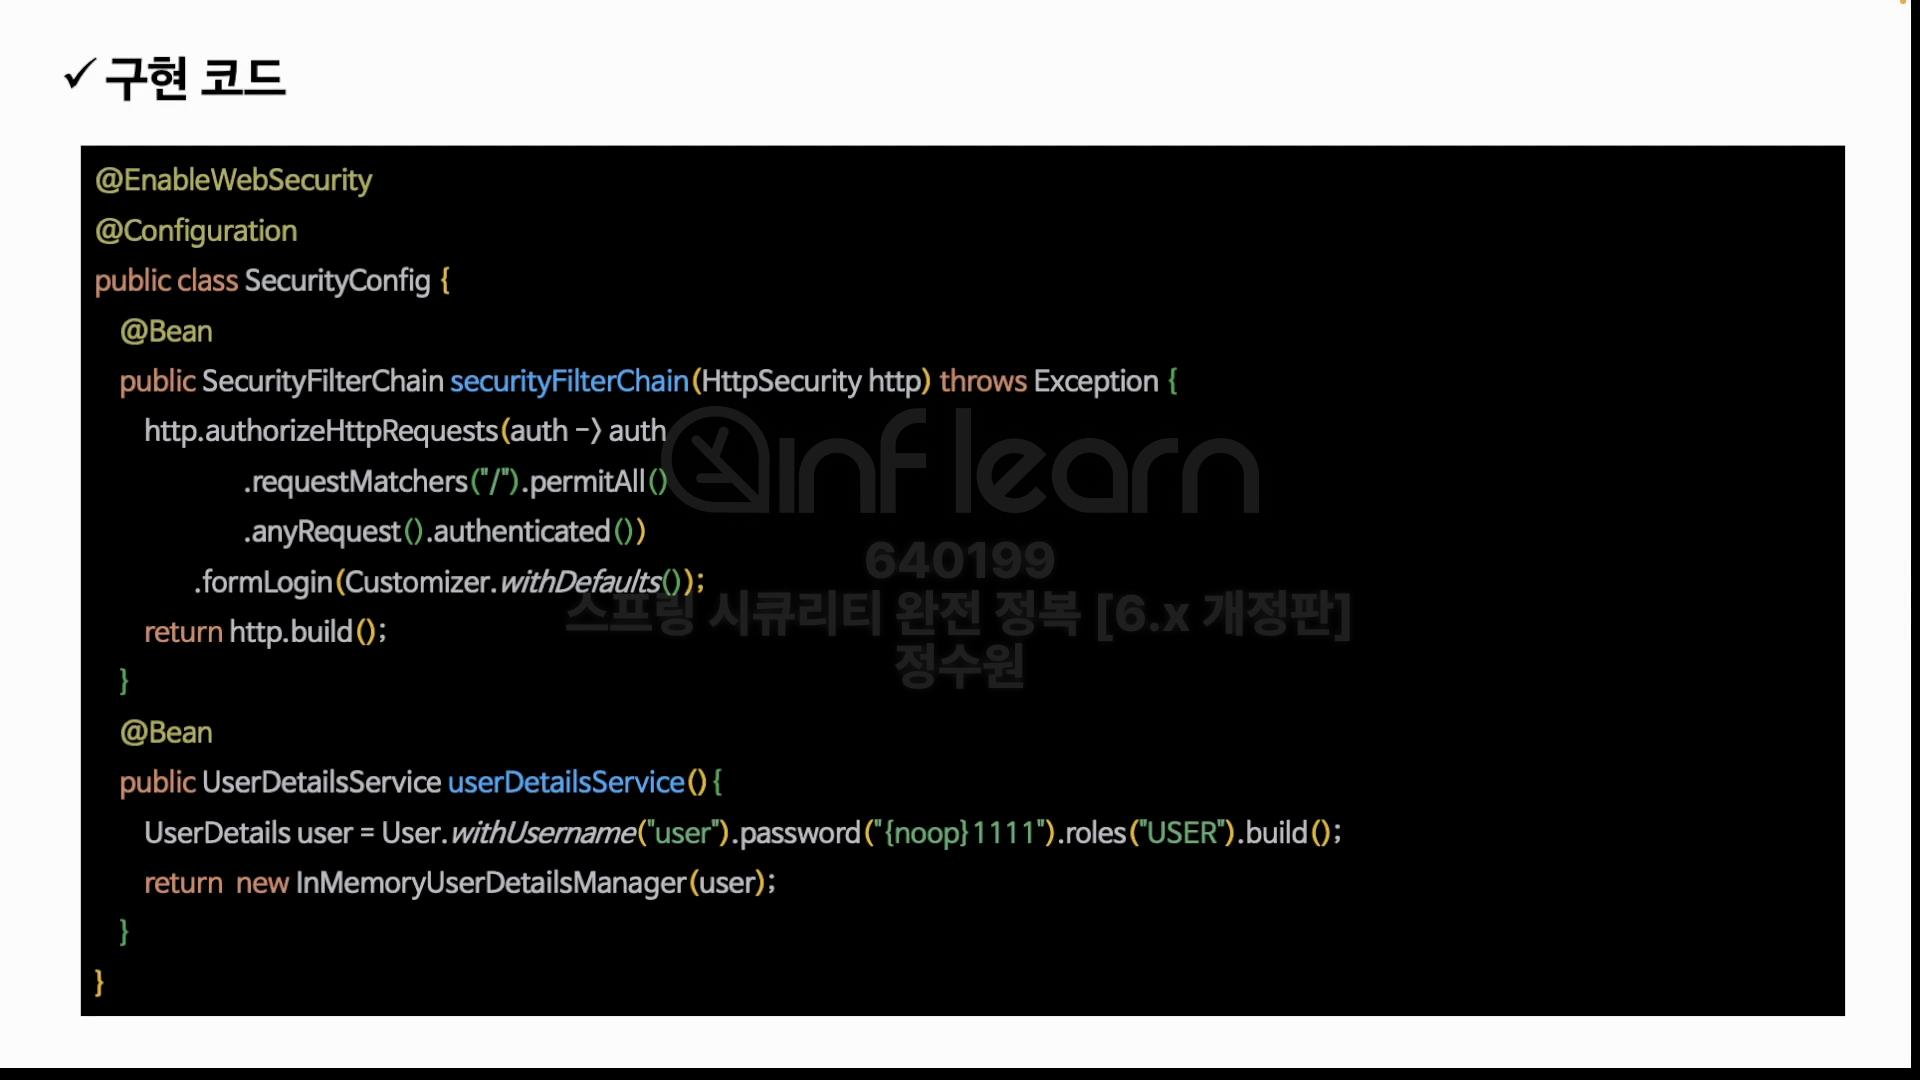 ✓ 구현 코드
@EnableWebSecurity
@Configuration
public class SecurityConfig {
@Bean
public SecurityFilterChain securityFilterChain(HttpSecurity http) throws Exception {
http.authorizeHttpRequests(auth -> auth
.requestMatchers("/").permitAll()
.anyRequest().authenticated())
.formLogin(Customizer.withDefaults());
return http.build();
}
@Bean
public UserDetailsService userDetailsService(){
UserDetails user = User.withUsername("user").password("{noop}1111").roles("USER").build();
return new InMemoryUserDetailsManager(user);
}
}
inflearn
640199
스프링 시큐리티 완전 정복 [6.x 개정판]
정수원